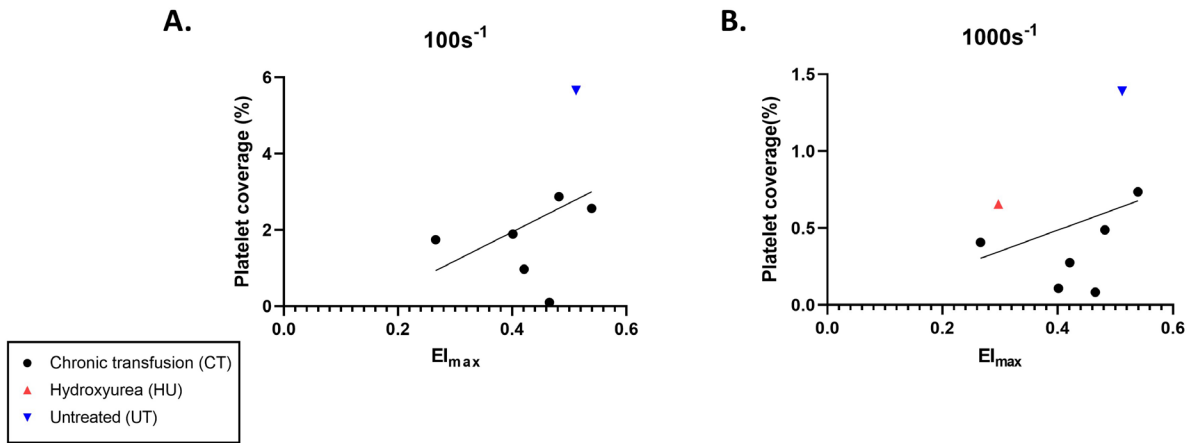 A.
100s⁻¹
Platelet coverage (%)
6
4
2
0
0.0 0.2 0.4 0.6
EImax
B.
1000s⁻¹
Platelet coverage(%)
1.5
1.0
0.5
0.0
0.0 0.2 0.4 0.6
EImax
Chronic transfusion (CT)
Hydroxyurea (HU)
Untreated (UT)